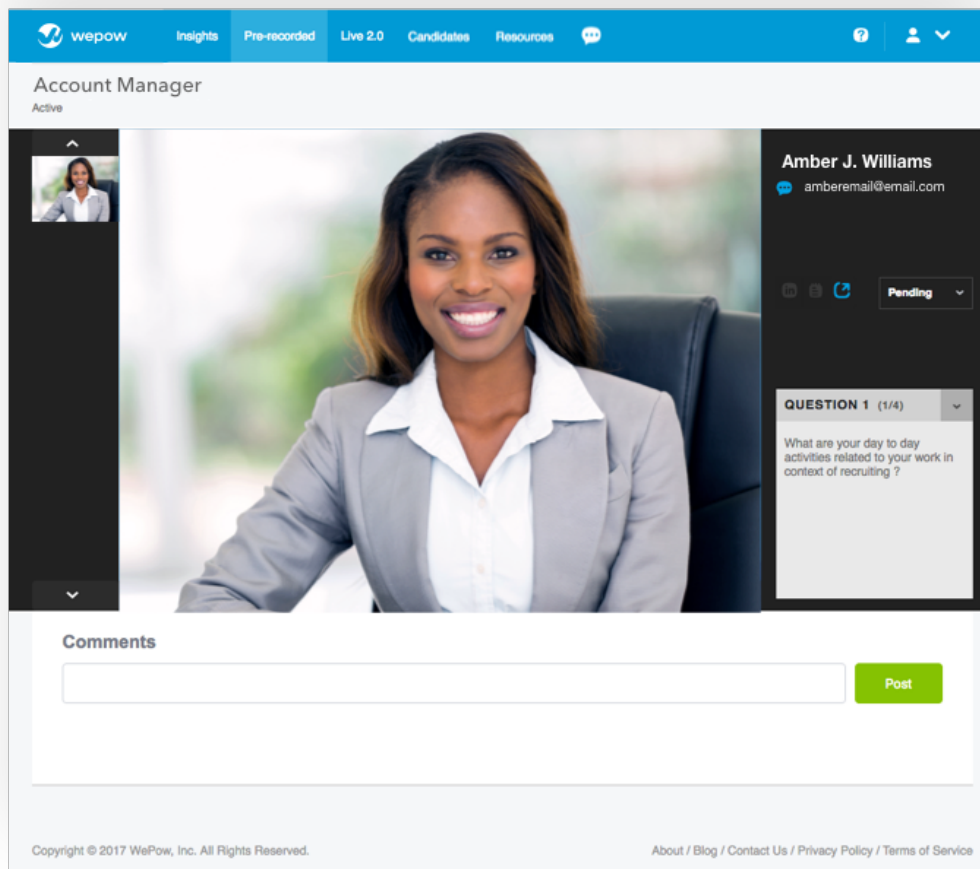 wepow Insights Pre-recorded Live 2.0 Candidates Resources
Account Manager
Active
Amber J. Williams
amberemail@email.com
in Pending
QUESTION 1 (1/4)
What are your day to day
activities related to your work in
context of recruiting ?
Comments
Post
Copyright © 2017 WePow, Inc. All Rights Reserved.
About / Blog / Contact Us / Privacy Policy / Terms of Service